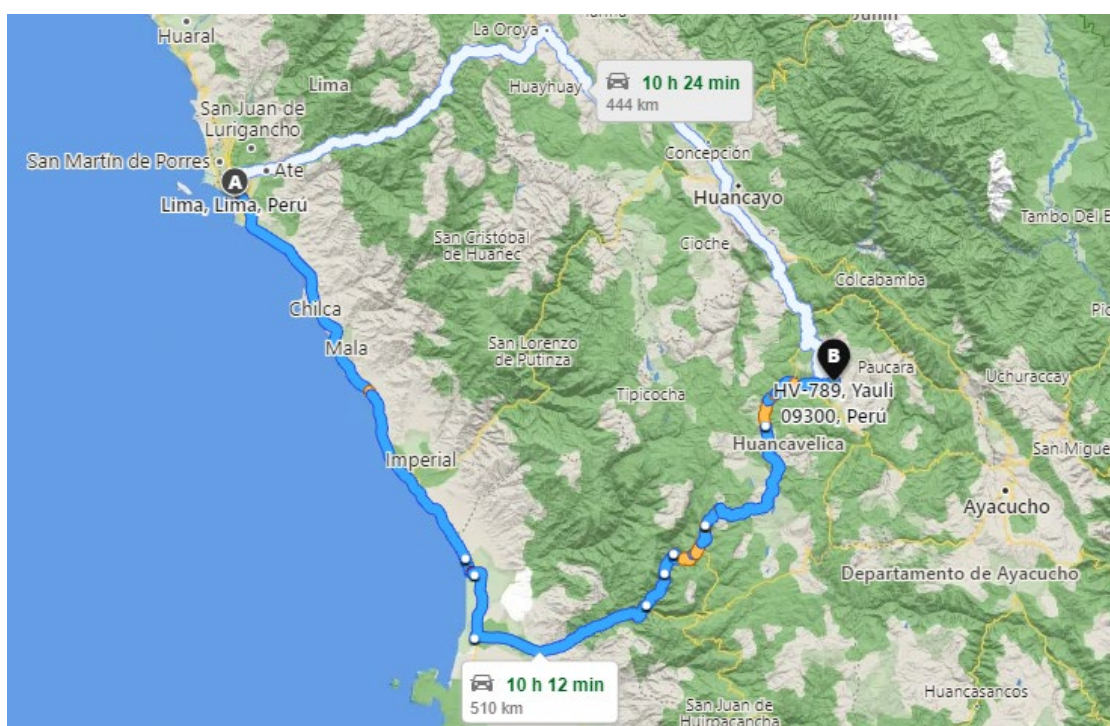 Huaral
La Oroya
Junín
Huayhuay
10 h 24 min
444 km
Lima
San Juan de
Lurigancho
San Martín de Porres
Ate
Concepción
A
Huancayo
Lima, Lima, Perú
Tambo Del E
San Cristóbal
de Huáñec
Cioche
Colcabamba
Chilca
Mala
San Lorenzo
de Putinza
B
Tipicocha
Paucara
Uchuraccay
HV-789, Yauli
09300, Perú
Imperial
Huancavelica
San Migue
Ayacucho
Departamento de Ayacucho
10 h 12 min
510 km
Huancasancos
San Juan de
Huirpacancha